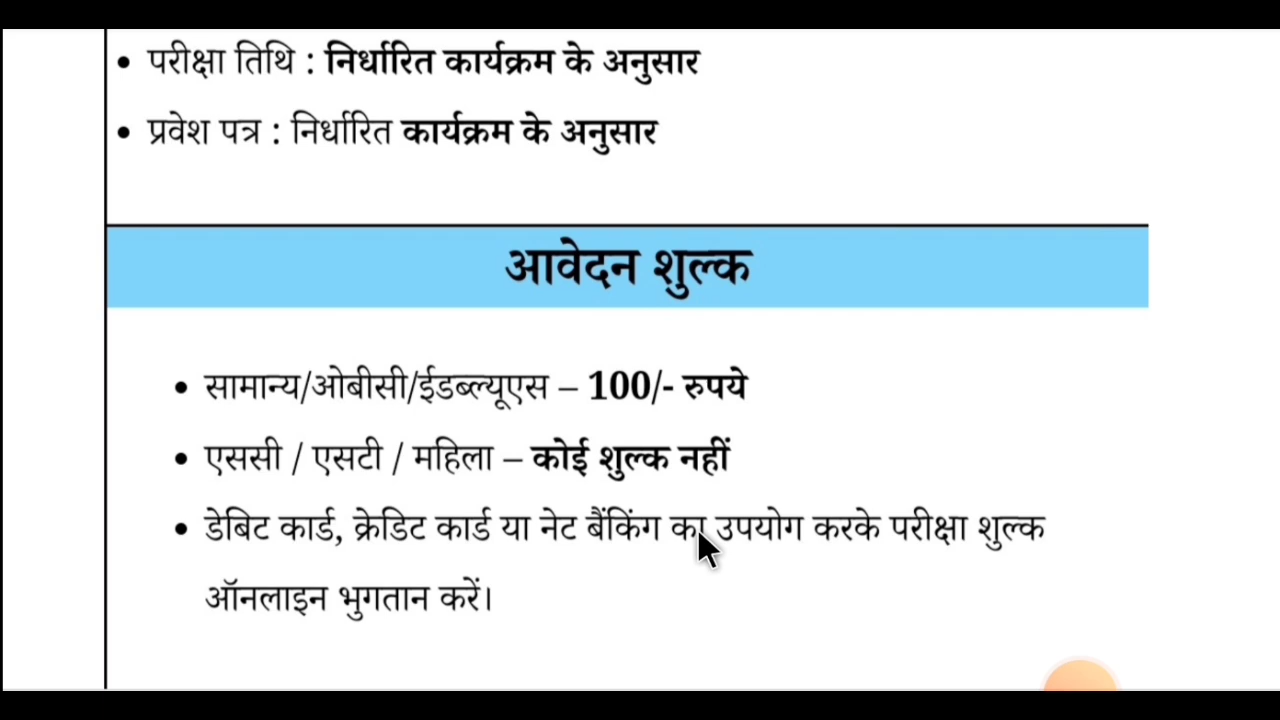 • परीक्षा तिथि : निर्धारित कार्यक्रम के अनुसार
• प्रवेश पत्र : निर्धारित कार्यक्रम के अनुसार
आवेदन शुल्क
• सामान्य/ओबीसी/ईडब्ल्यूएस – 100/- रुपये
• एससी / एसटी / महिला – कोई शुल्क नहीं
• डेबिट कार्ड, क्रेडिट कार्ड या नेट बैंकिंग का उपयोग करके परीक्षा शुल्क
ऑनलाइन भुगतान करें।